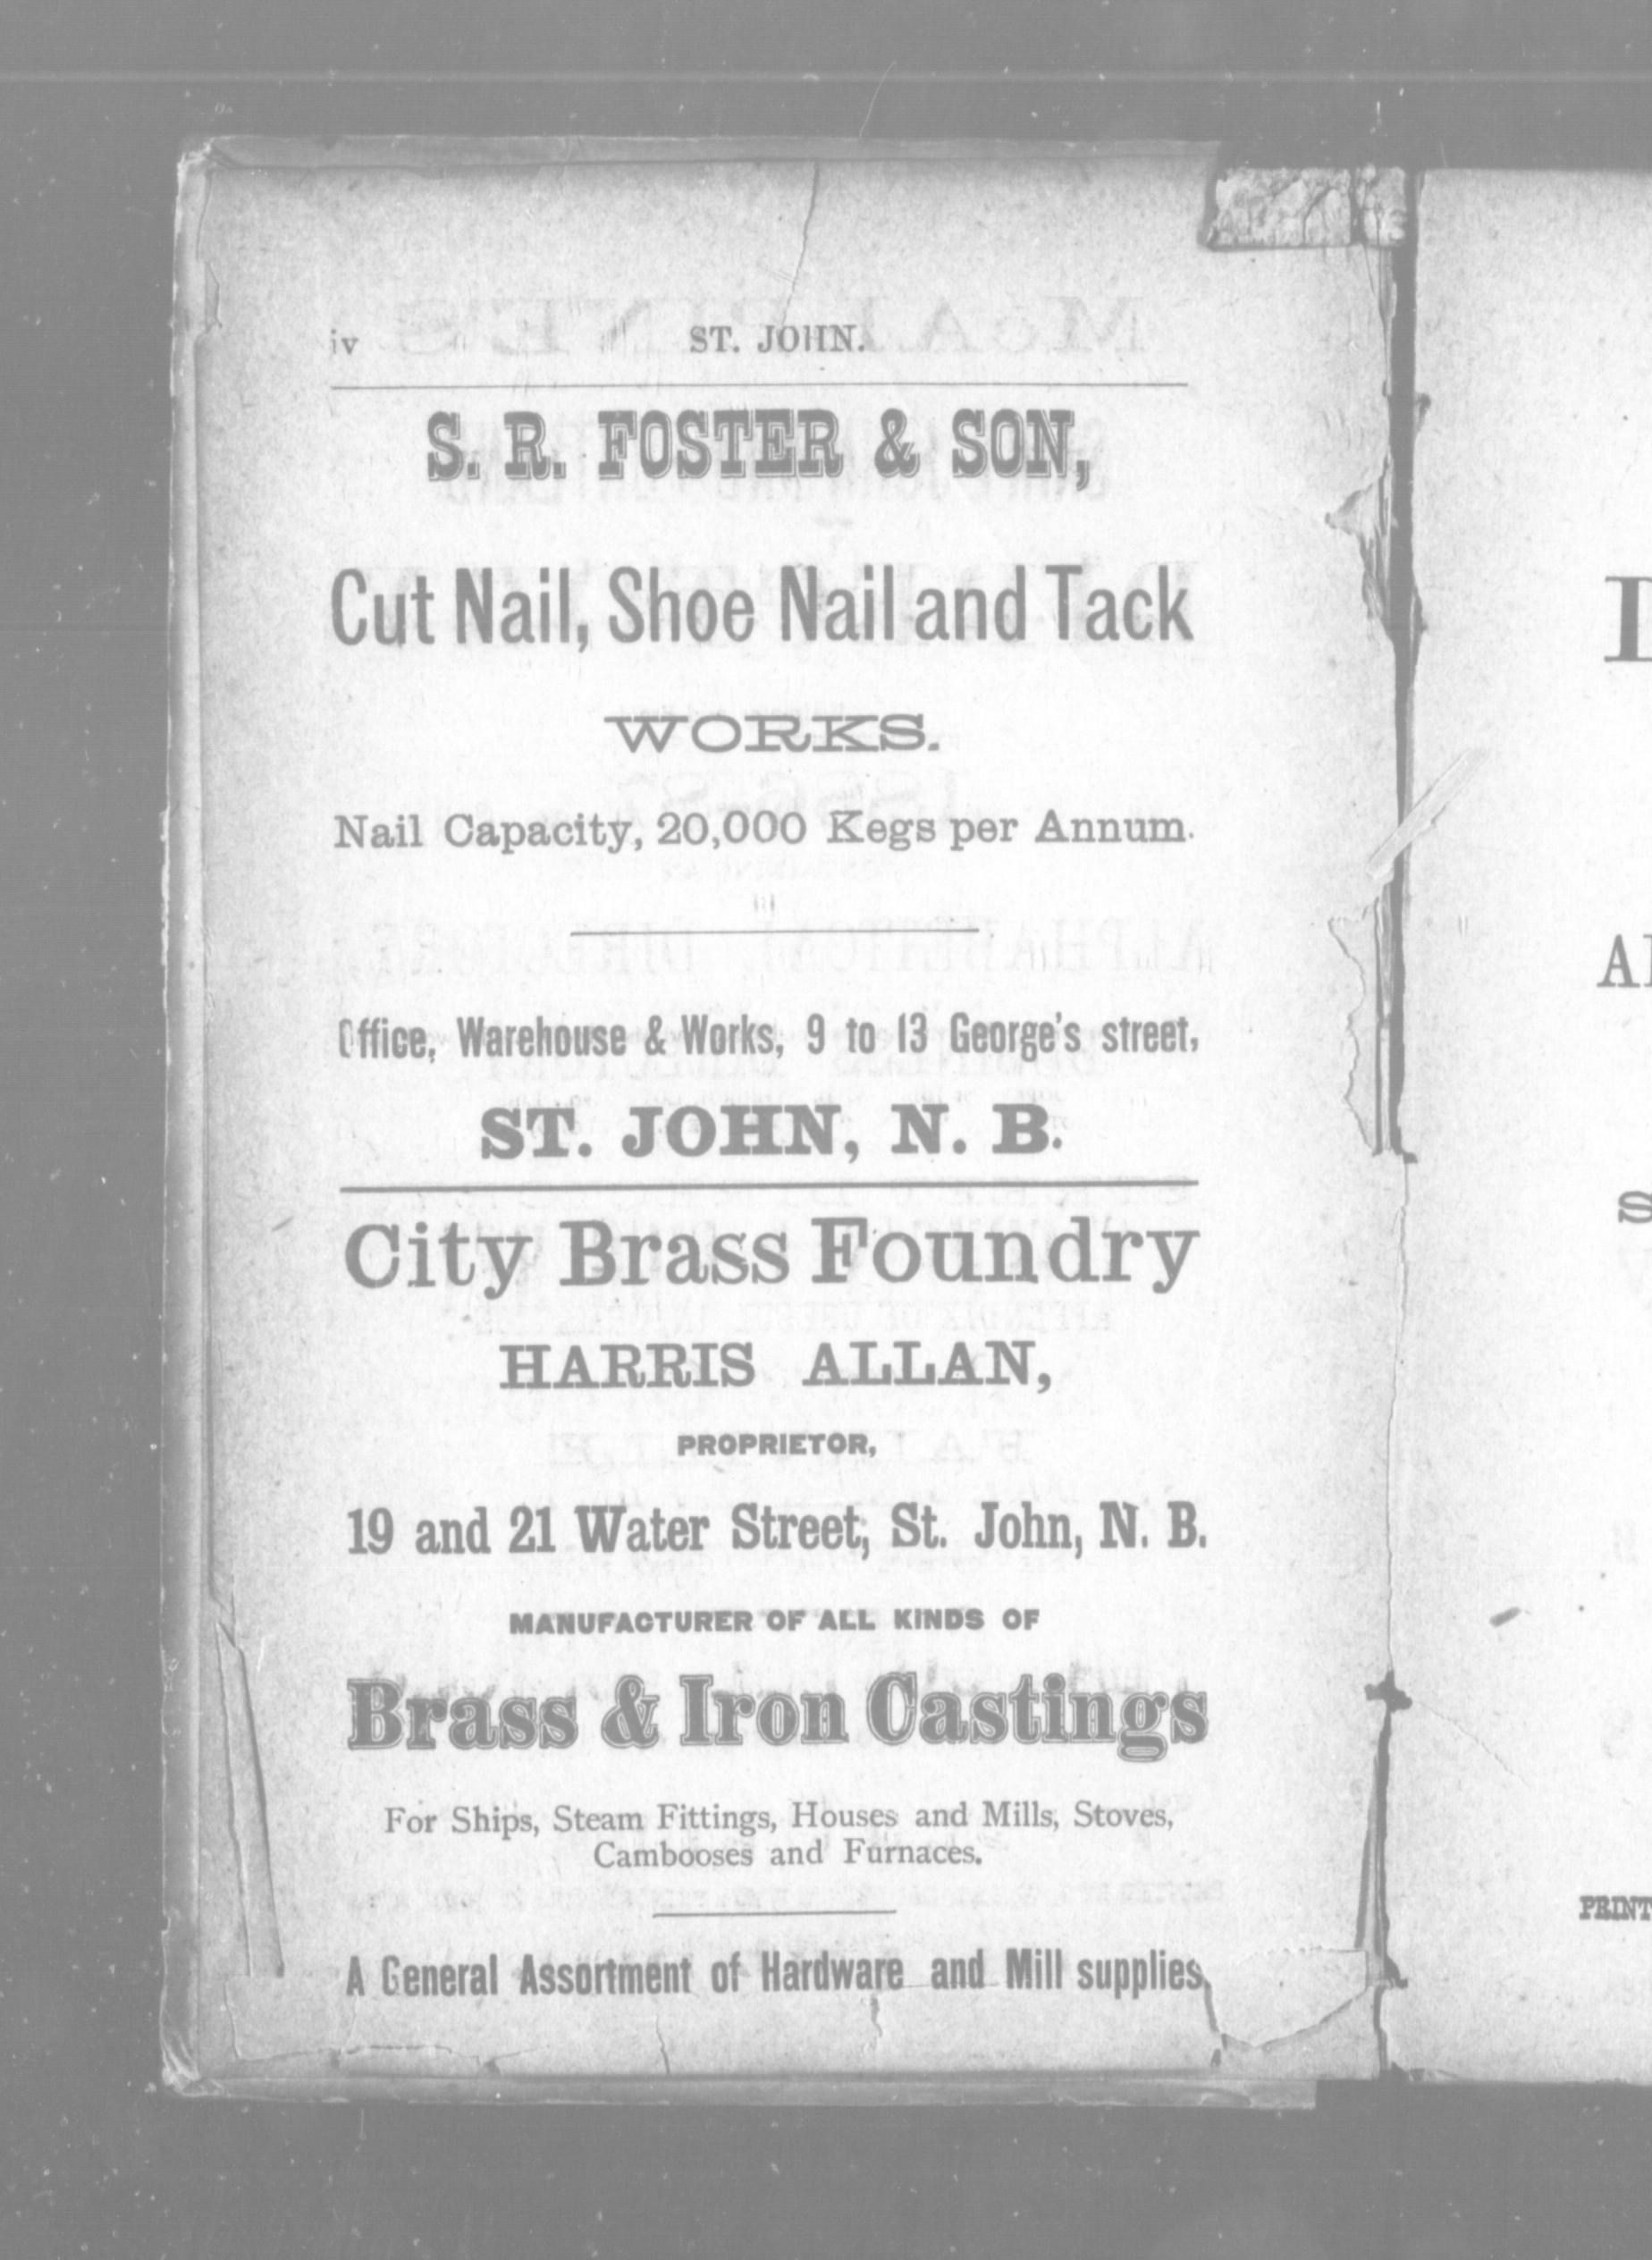 iv ST. JOHN.
S. R. FOSTER & SON,
Cut Nail, Shoe Nail and Tack
WORKS.
Nail Capacity, 20,000 Kegs per Annum.
Office, Warehouse & Works, 9 to 13 George's street,
ST. JOHN, N. B.
City Brass Foundry
HARRIS ALLAN,
PROPRIETOR,
19 and 21 Water Street, St. John, N. B.
MANUFACTURER OF ALL KINDS OF
Brass & Iron Castings
For Ships, Steam Fittings, Houses and Mills, Stoves,
Cambooses and Furnaces.
A General Assortment of Hardware and Mill supplies,
PRINT